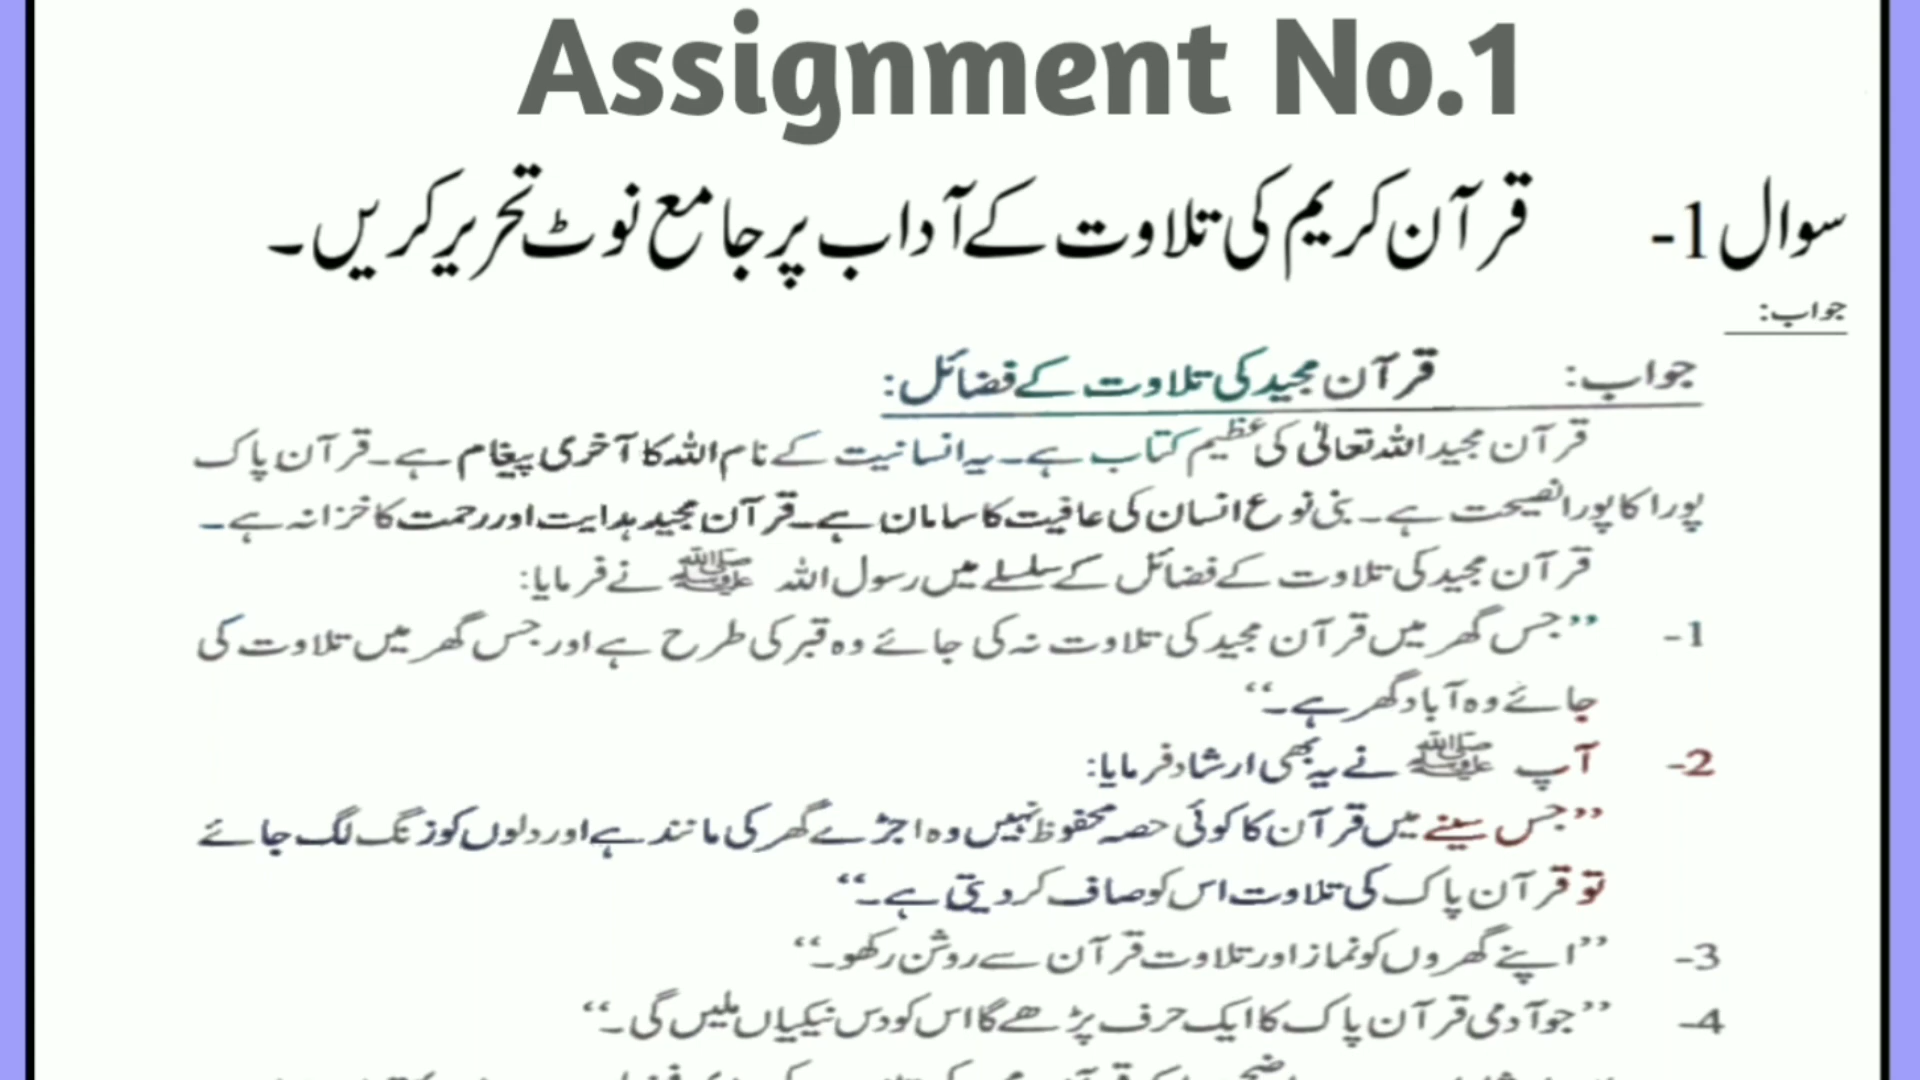 Assignment No.1
سوال 1- قرآن کریم کی تلاوت کے آداب پر جامع نوٹ تحریر کریں۔
جواب:
جواب: قرآن مجید کی تلاوت کے فضائل:
قرآن مجید اللہ تعالیٰ کی عظیم کتاب ہے۔ یہ انسانیت کے نام اللہ کا آخری پیغام ہے۔ قرآن پاک
پورا کا پورا نصیحت ہے۔ بنی نوع انسان کی عافیت کا سامان ہے۔ قرآن مجید ہدایت اور رحمت کا خزانہ ہے۔
قرآن مجید کی تلاوت کے فضائل کے سلسلے میں رسول اللہ ﷺ نے فرمایا:
1- ’’جس گھر میں قرآن مجید کی تلاوت نہ کی جائے وہ قبر کی طرح ہے اور جس گھر میں تلاوت کی
جائے وہ آباد گھر ہے۔‘‘
2- آپ ﷺ نے یہ بھی ارشاد فرمایا:
’’جس سینے میں قرآن کا کوئی حصہ محفوظ نہیں وہ اجڑے گھر کی مانند ہے اور دلوں کو زنگ لگ جائے
تو قرآن پاک کی تلاوت اس کو صاف کر دیتی ہے۔‘‘
3- ’’اپنے گھروں کو نماز اور تلاوت قرآن سے روشن رکھو۔‘‘
4- ’’جو آدمی قرآن پاک کا ایک حرف پڑھے گا اس کو دس نیکیاں ملیں گی۔‘‘